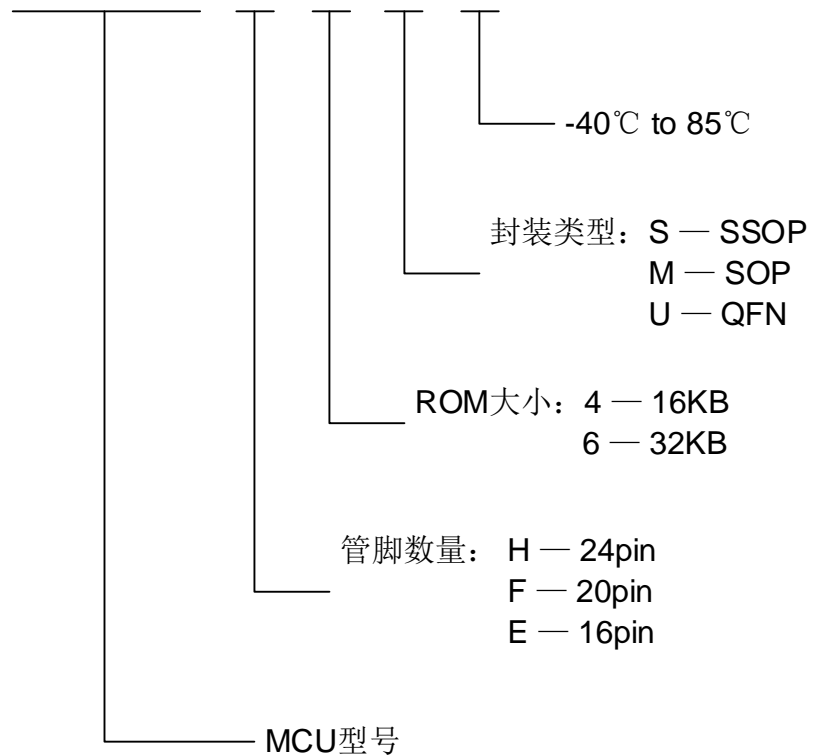 -40℃ to 85℃
封装类型：S — SSOP
M — SOP
U — QFN
ROM大小：4 — 16KB
6 — 32KB
管脚数量： H — 24pin
F — 20pin
E — 16pin
MCU型号